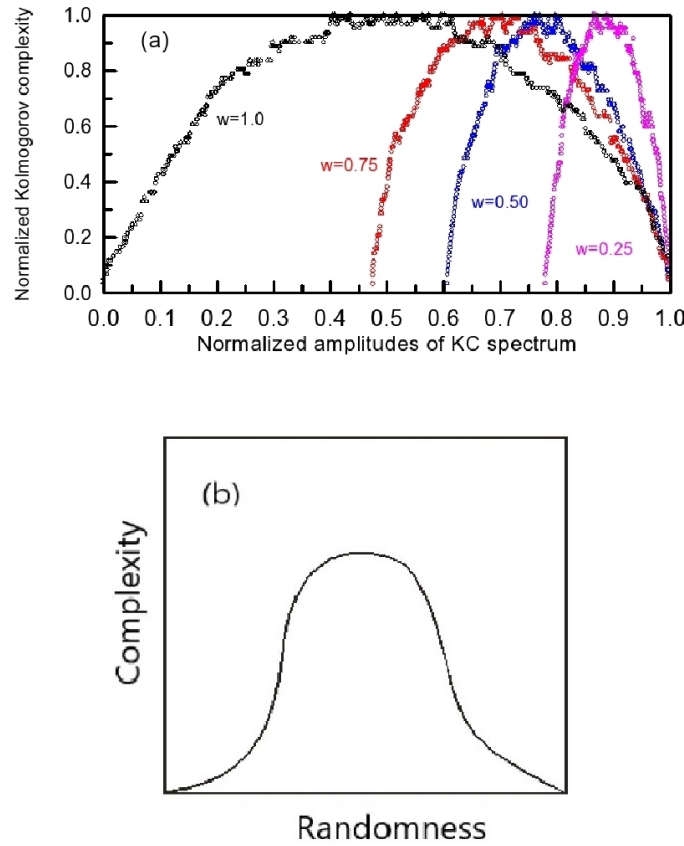 (a)
Normalized Kolmogorov complexity
1.0
0.8
0.6
0.4
0.2
0.0
w=1.0
w=0.75
w=0.50
w=0.25
0.0 0.1 0.2 0.3 0.4 0.5 0.6 0.7 0.8 0.9 1.0
Normalized amplitudes of KC spectrum
(b)
Complexity
Randomness